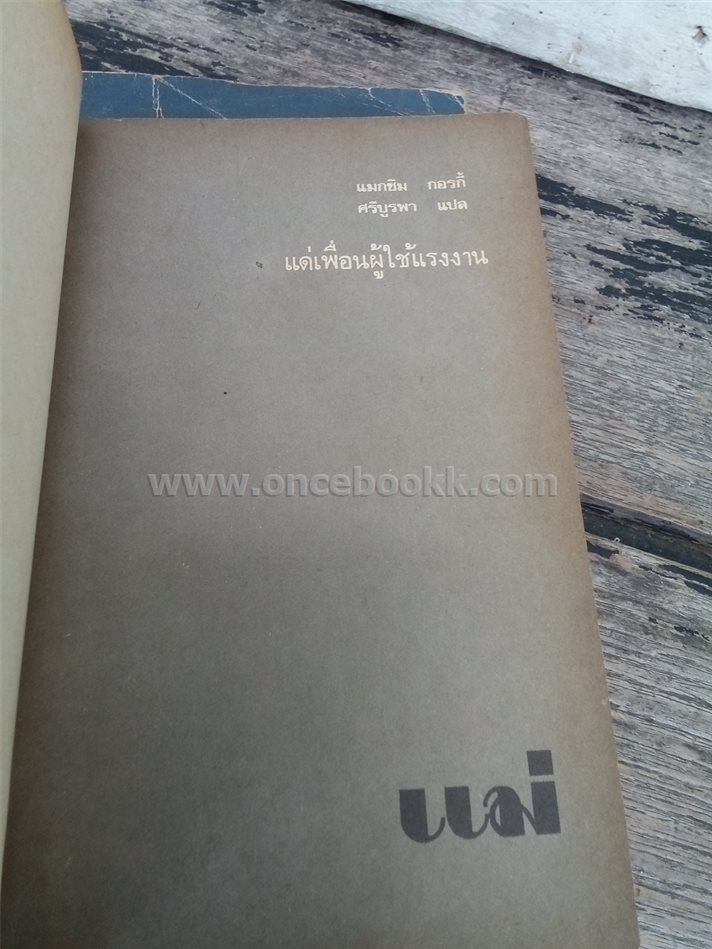 แมกซิม กอรกี้
ศรีบูรพา แปล
แด่เพื่อนผู้ใช้แรงงาน
www.oncebookk.com
แม่